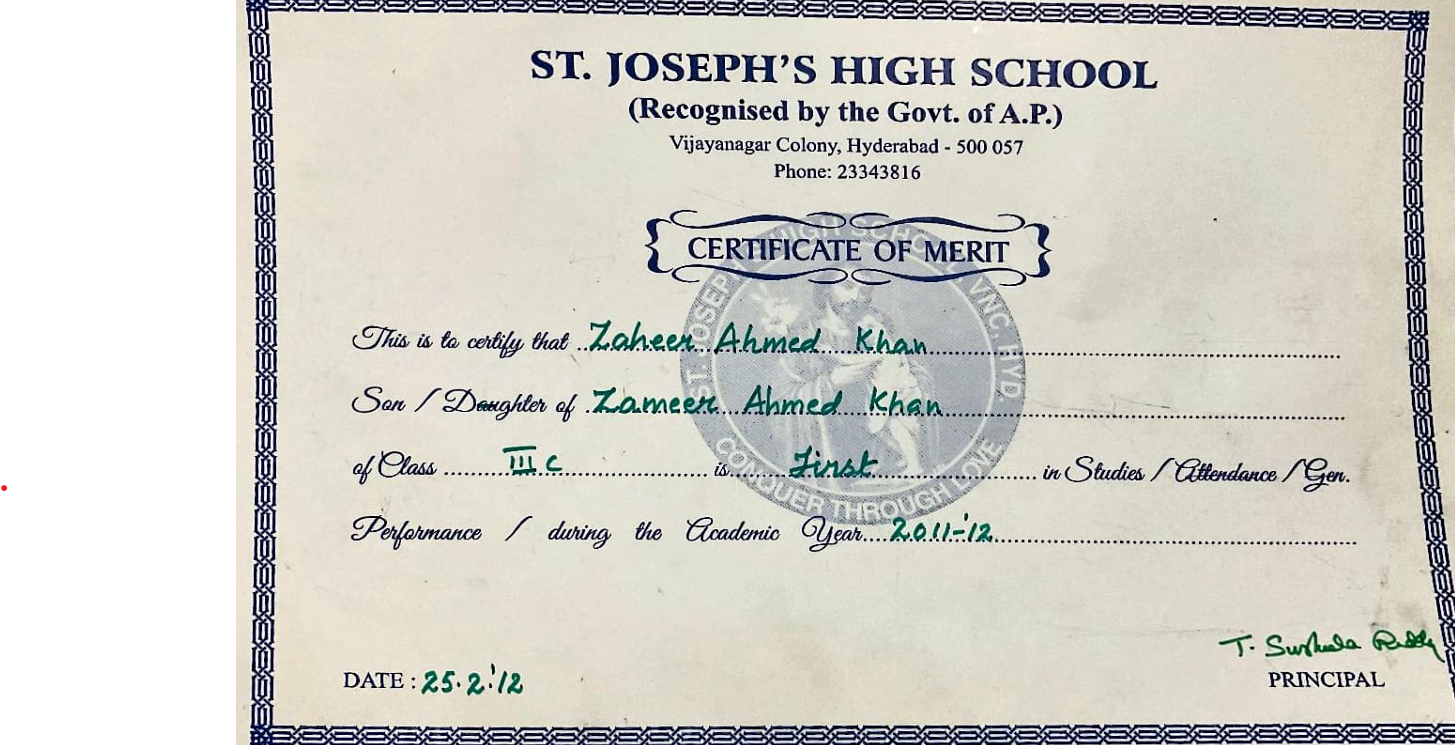 ST. JOSEPH'S HIGH SCHOOL
(Recognised by the Govt. of A.P.)
Vijayanagar Colony, Hyderabad - 500 057
Phone: 23343816
CERTIFICATE OF MERIT
ST. JOSEPH'S HIGH SCHOOL VNC. HYD
CONQUER THROUGH LOVE
This is to certify that Zaheer Ahmed Khan
Son / Daughter of Zameer Ahmed Khan
of Class III C is First in Studies / Attendance / Gen.
Performance / during the Academic Year 2011-'12
T. Sushula Reddy
DATE : 25.2.'12 PRINCIPAL